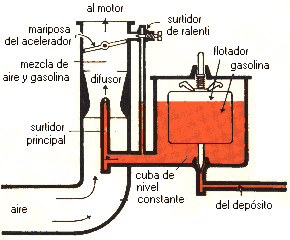 al motor
mariposa
del acelerador
surtidor
de ralenti
mezcla de
aire y gasolina
difusor
flotador
gasolina
surtidor
principal
cuba de
nivel
constante
aire
del depósito